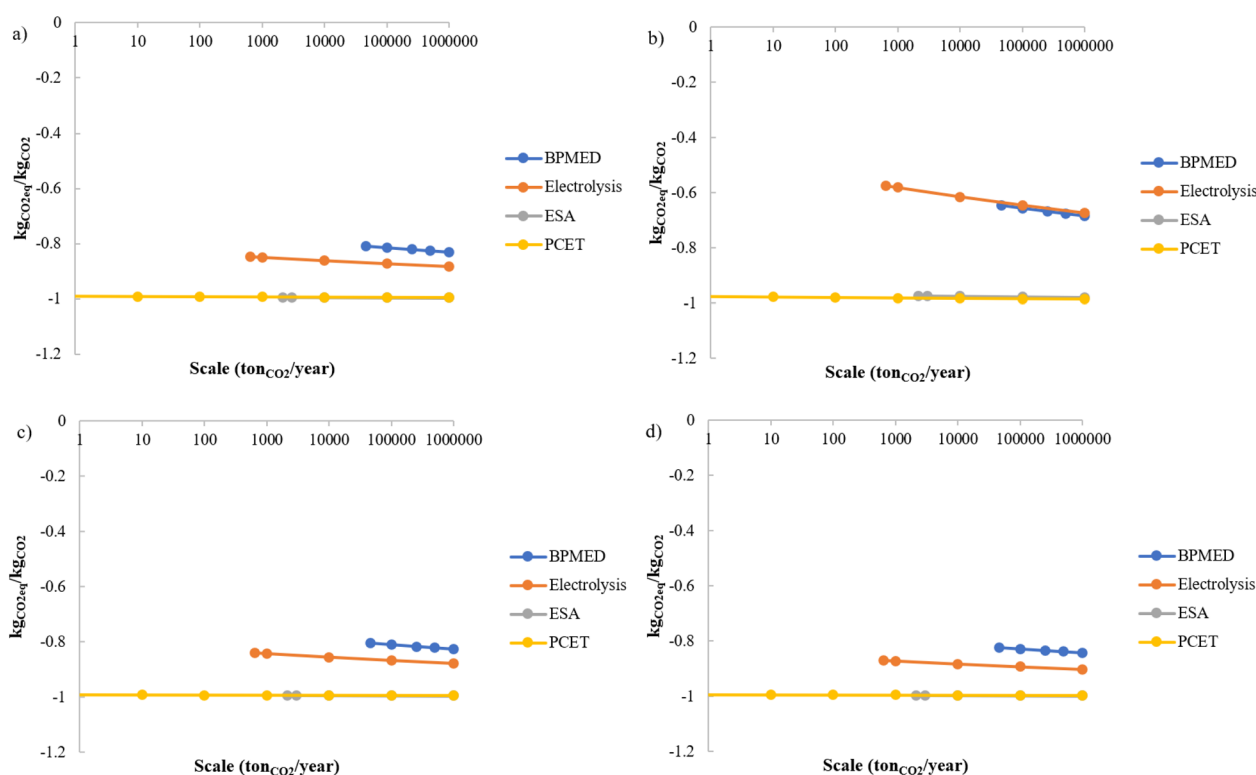 a)
0
1 10 100 1000 10000 100000 1000000
-0.2
-0.4
-0.6
-0.8
-1
-1.2
kgCO2eq/kgCO2
Scale (tonCO2/year)
BPMED
Electrolysis
ESA
PCET
b)
0
1 10 100 1000 10000 100000 1000000
-0.2
-0.4
-0.6
-0.8
-1
-1.2
kgCO2eq/kgCO2
Scale (tonCO2/year)
BPMED
Electrolysis
ESA
PCET
c)
0
1 10 100 1000 10000 100000 1000000
-0.2
-0.4
-0.6
-0.8
-1
-1.2
kgCO2eq/kgCO2
Scale (tonCO2/year)
BPMED
Electrolysis
ESA
PCET
d)
0
1 10 100 1000 10000 100000 1000000
-0.2
-0.4
-0.6
-0.8
-1
-1.2
kgCO2eq/kgCO2
Scale (tonCO2/year)
BPMED
Electrolysis
ESA
PCET